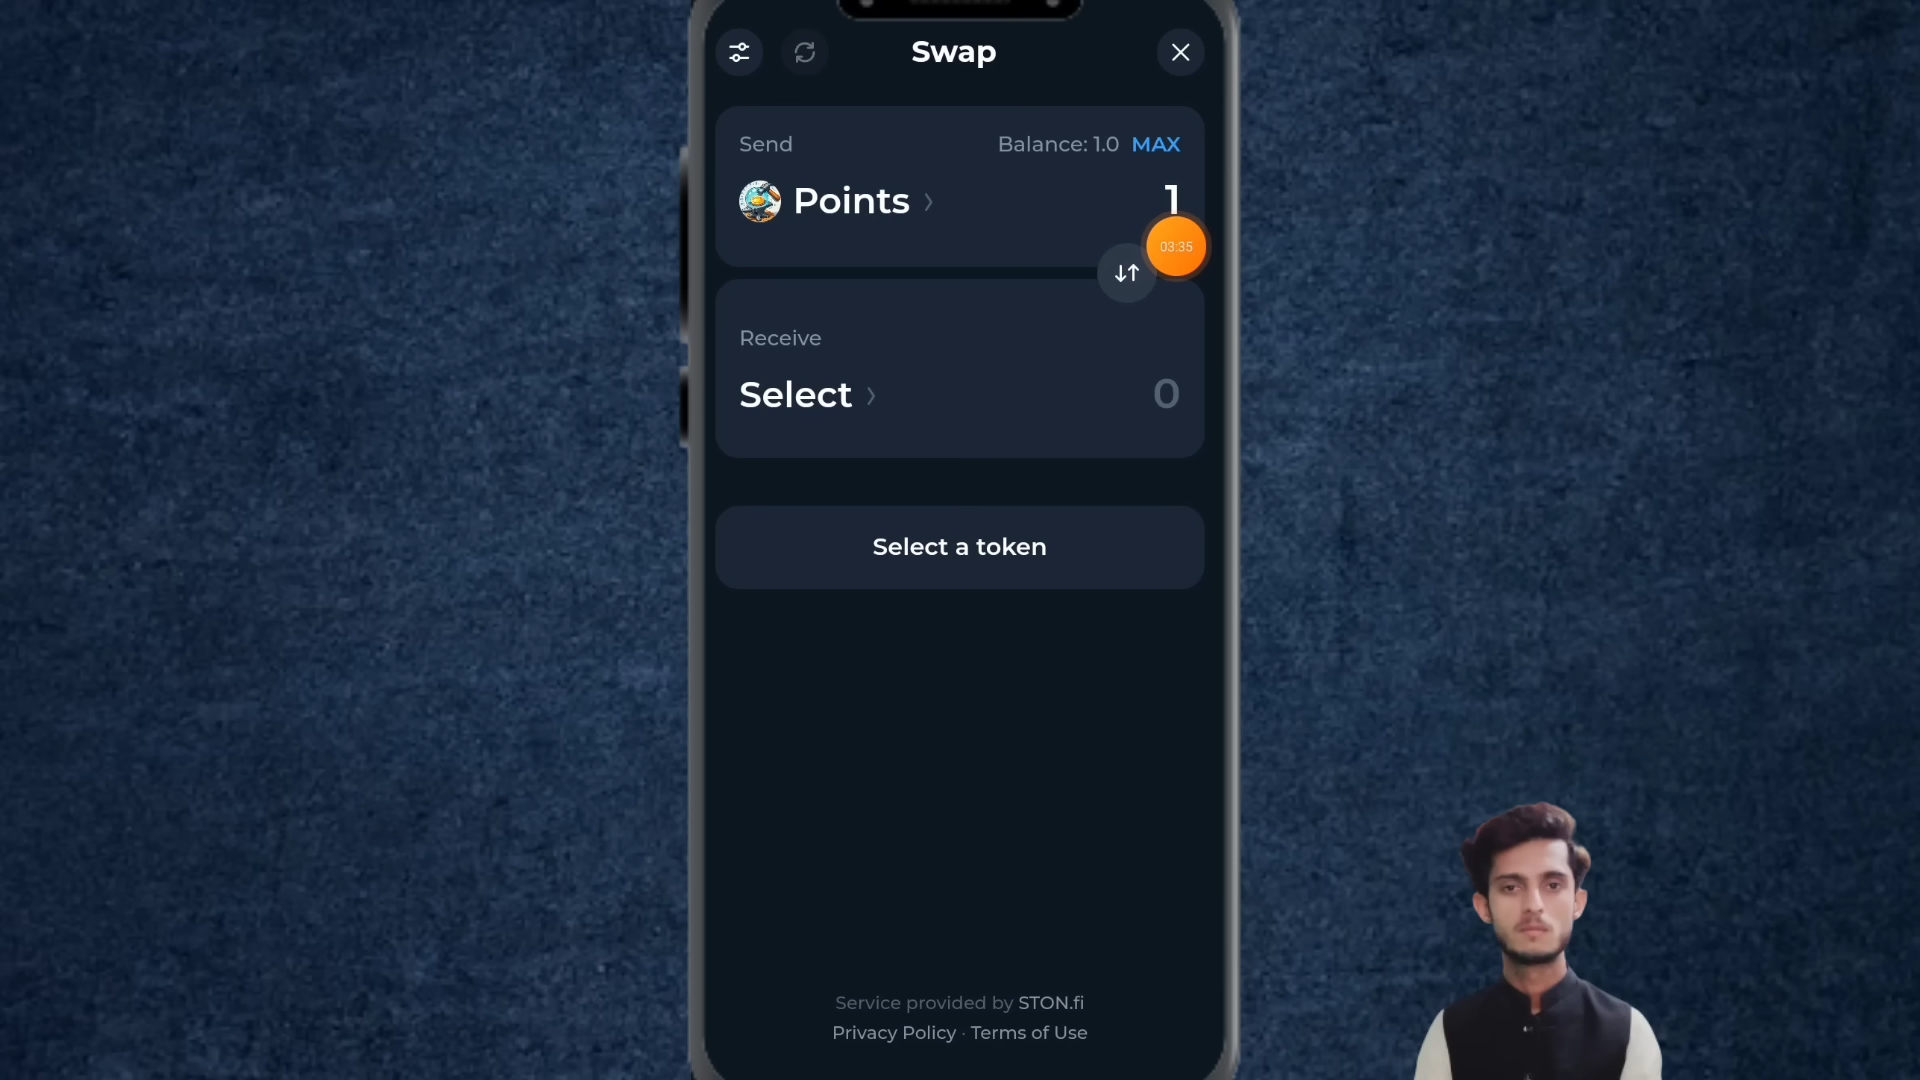 Swap
Send
Balance: 1.0 MAX
Points
1
03:35
Receive
Select
0
Select a token
Service provided by STON.fi
Privacy Policy · Terms of Use